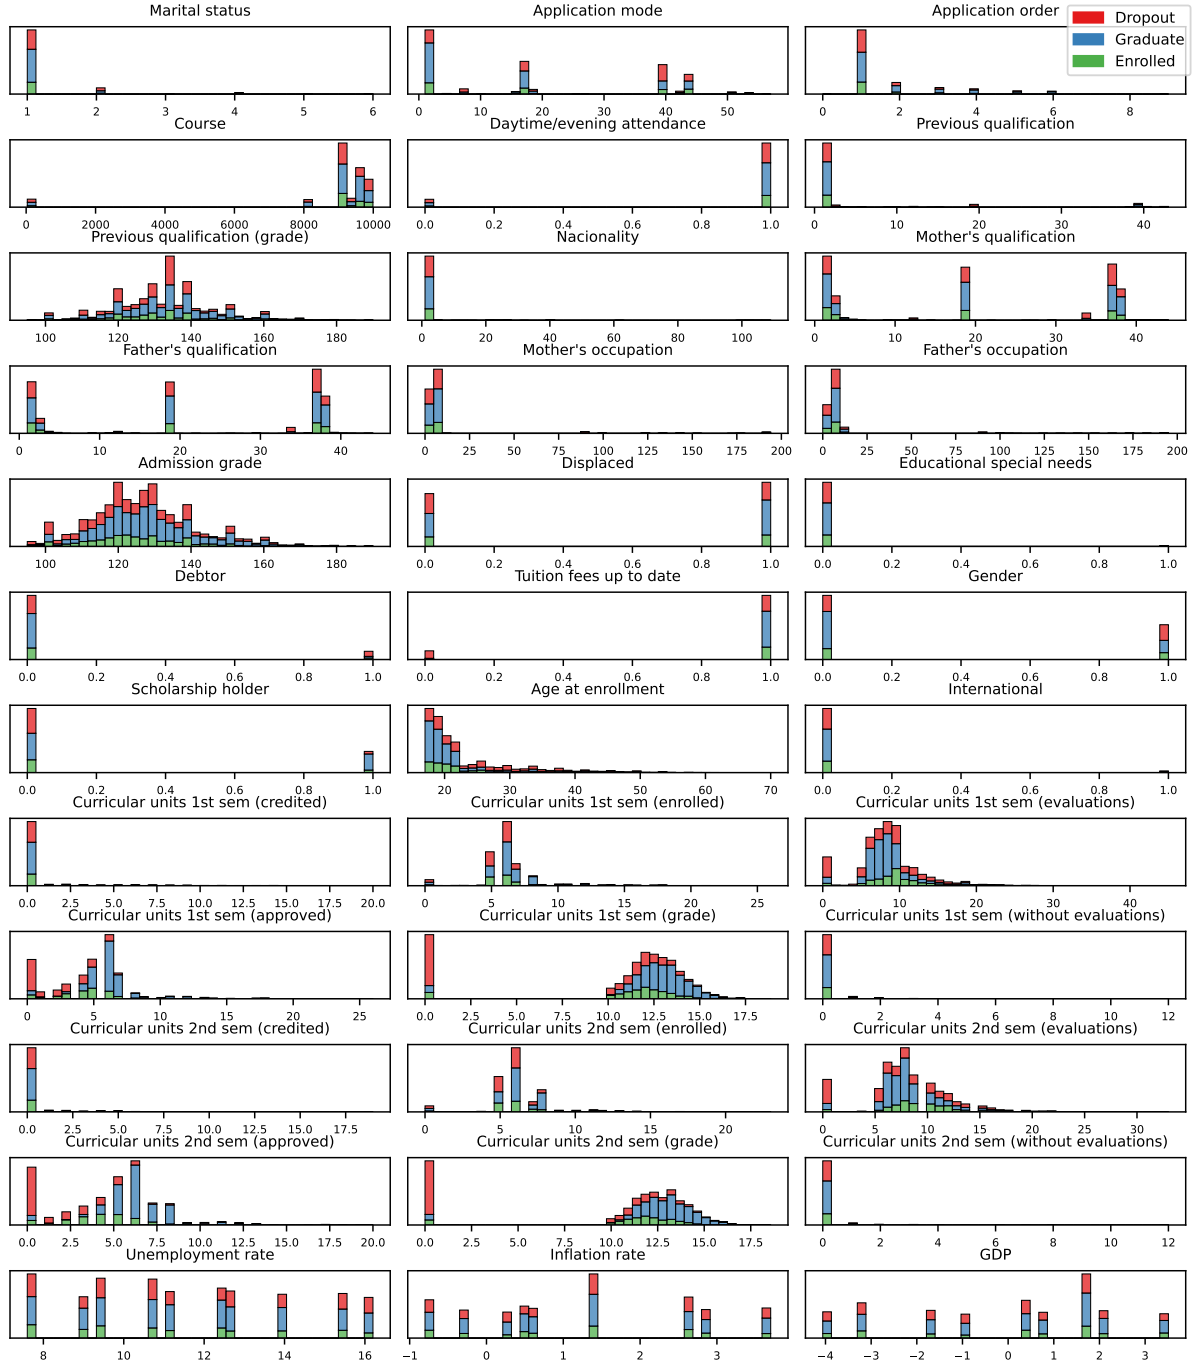 Marital status
Application mode
Application order
Dropout
Graduate
Enrolled
1 2 3 4 5 6
0 10 20 30 40 50
0 2 4 6 8
Course
Daytime/evening attendance
Previous qualification
0 2000 4000 6000 8000 10000
0.0 0.2 0.4 0.6 0.8 1.0
0 10 20 30 40
Previous qualification (grade)
Nacionality
Mother's qualification
100 120 140 160 180
0 20 40 60 80 100
0 10 20 30 40
Father's qualification
Mother's occupation
Father's occupation
0 10 20 30 40
0 25 50 75 100 125 150 175 200
0 25 50 75 100 125 150 175 200
Admission grade
Displaced
Educational special needs
100 120 140 160 180
0.0 0.2 0.4 0.6 0.8 1.0
0.0 0.2 0.4 0.6 0.8 1.0
Debtor
Tuition fees up to date
Gender
0.0 0.2 0.4 0.6 0.8 1.0
0.0 0.2 0.4 0.6 0.8 1.0
0.0 0.2 0.4 0.6 0.8 1.0
Scholarship holder
Age at enrollment
International
0.0 0.2 0.4 0.6 0.8 1.0
20 30 40 50 60 70
0.0 0.2 0.4 0.6 0.8 1.0
Curricular units 1st sem (credited)
Curricular units 1st sem (enrolled)
Curricular units 1st sem (evaluations)
0.0 2.5 5.0 7.5 10.0 12.5 15.0 17.5 20.0
0 5 10 15 20 25
0 10 20 30 40
Curricular units 1st sem (approved)
Curricular units 1st sem (grade)
Curricular units 1st sem (without evaluations)
0 5 10 15 20 25
0.0 2.5 5.0 7.5 10.0 12.5 15.0 17.5
0 2 4 6 8 10 12
Curricular units 2nd sem (credited)
Curricular units 2nd sem (enrolled)
Curricular units 2nd sem (evaluations)
0.0 2.5 5.0 7.5 10.0 12.5 15.0 17.5
0 5 10 15 20
0 5 10 15 20 25 30
Curricular units 2nd sem (approved)
Curricular units 2nd sem (grade)
Curricular units 2nd sem (without evaluations)
0.0 2.5 5.0 7.5 10.0 12.5 15.0 17.5 20.0
0.0 2.5 5.0 7.5 10.0 12.5 15.0 17.5
0 2 4 6 8 10 12
Unemployment rate
Inflation rate
GDP
8 10 12 14 16
−1 0 1 2 3
−4 −3 −2 −1 0 1 2 3